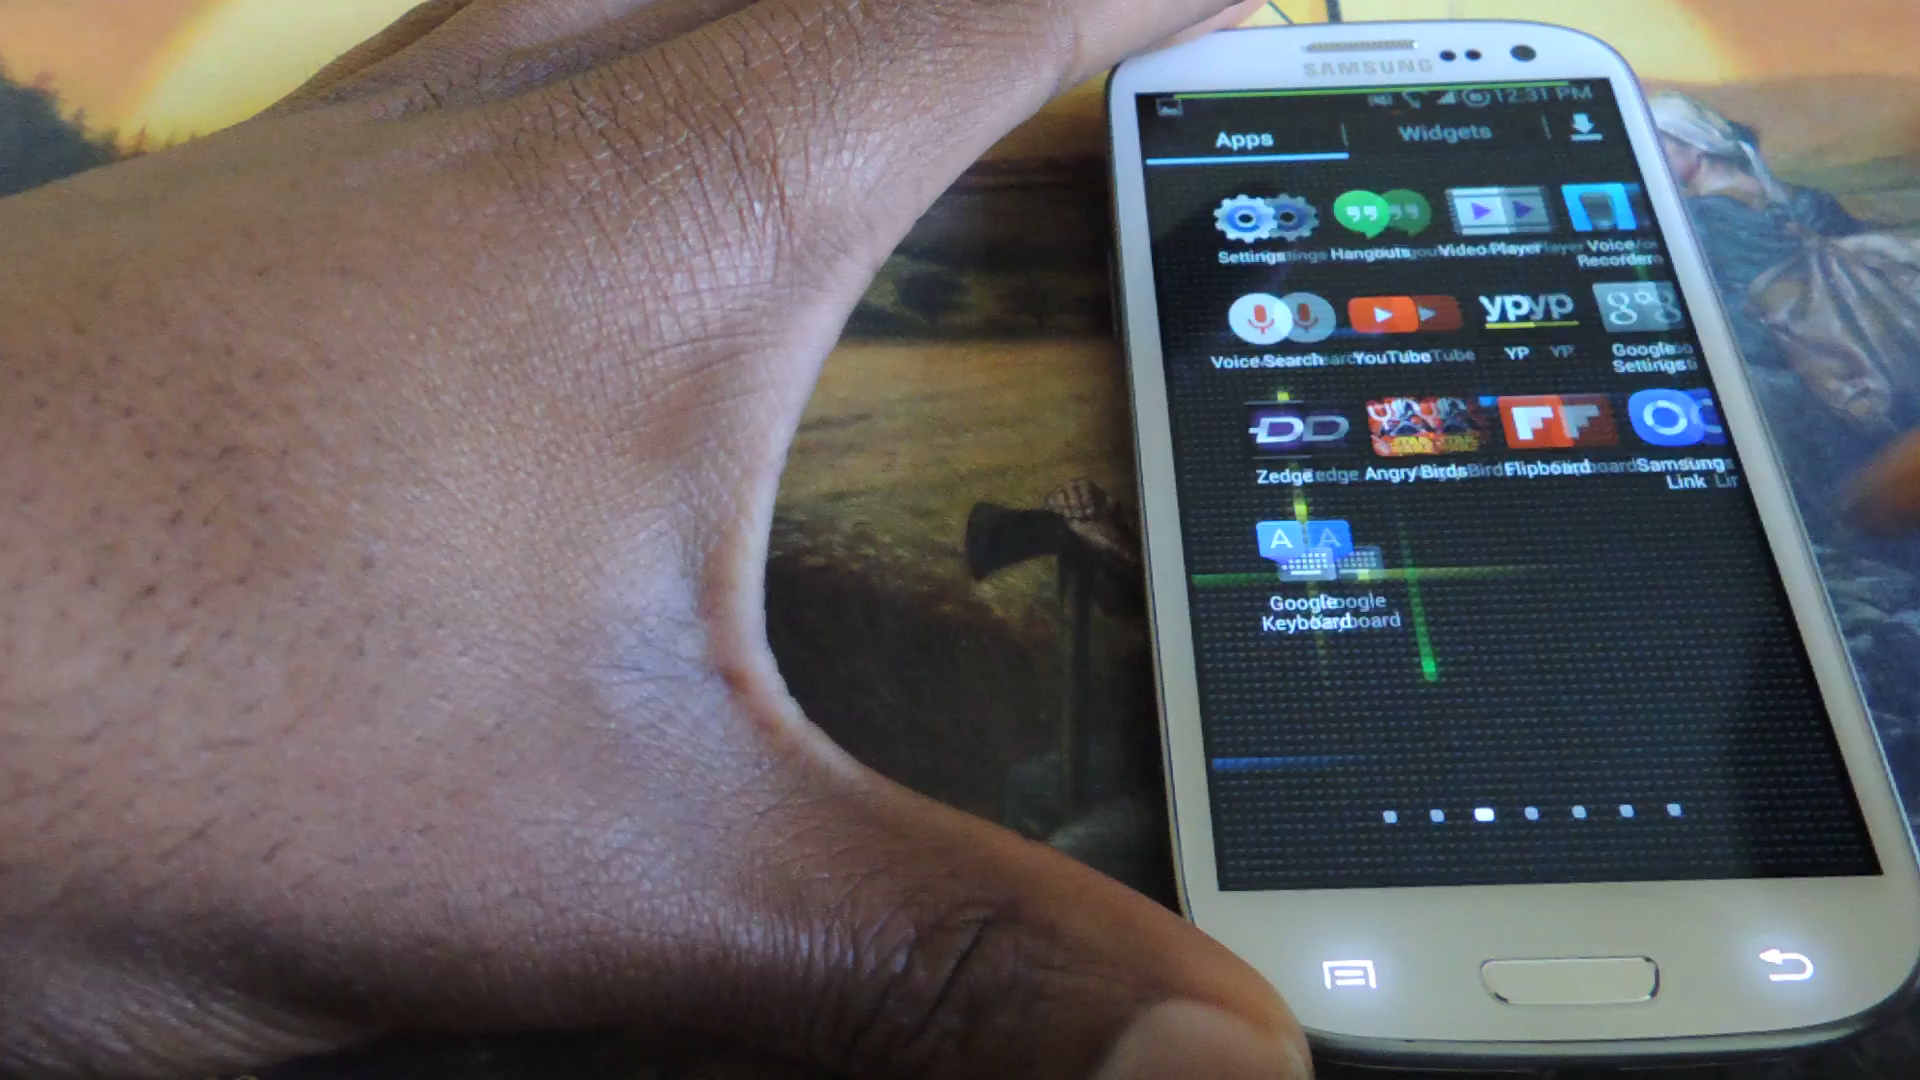 SAMSUNG
12:31 PM
Apps
Widgets
Settings
Hangouts
Video Player
Voice
Recorder
yp
Voice Search
YouTube
YP
Google
Settings
Zedge
Angry Birds
Flipboard
Samsung
Link
Google
Keyboard